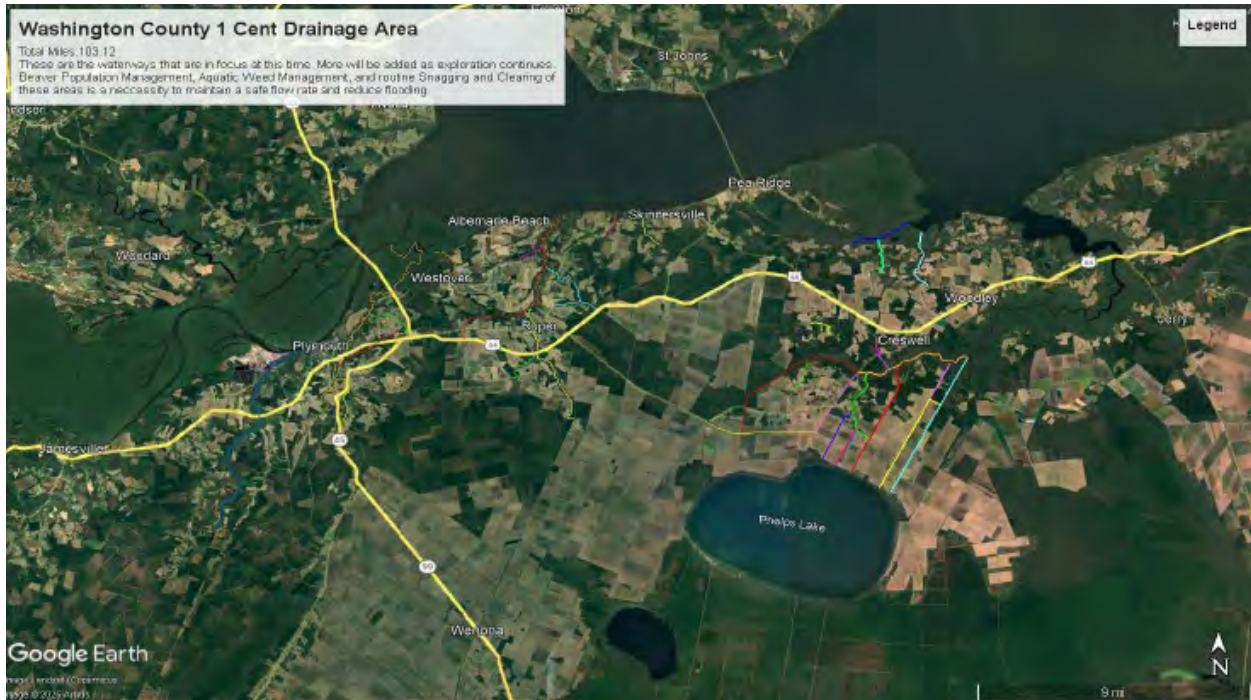 Washington County 1 Cent Drainage Area
Legend
Total Miles 103.12
These are the waterways that are in focus at this time. More will be added as exploration continues.
Beaver Population Management, Aquatic Weed Management, and routine Snagging and Clearing of
these areas is a neccessity to maintain a safe flow rate and reduce flooding
St Johns
Pea Ridge
Skinnersville
Albemarle Beach
Woodard
Westover
64
64
Woodley
Roper
Plymouth
64
Creswell
45
Jamesville
Phelps Lake
99
Wenona
Google Earth
N
9 mi